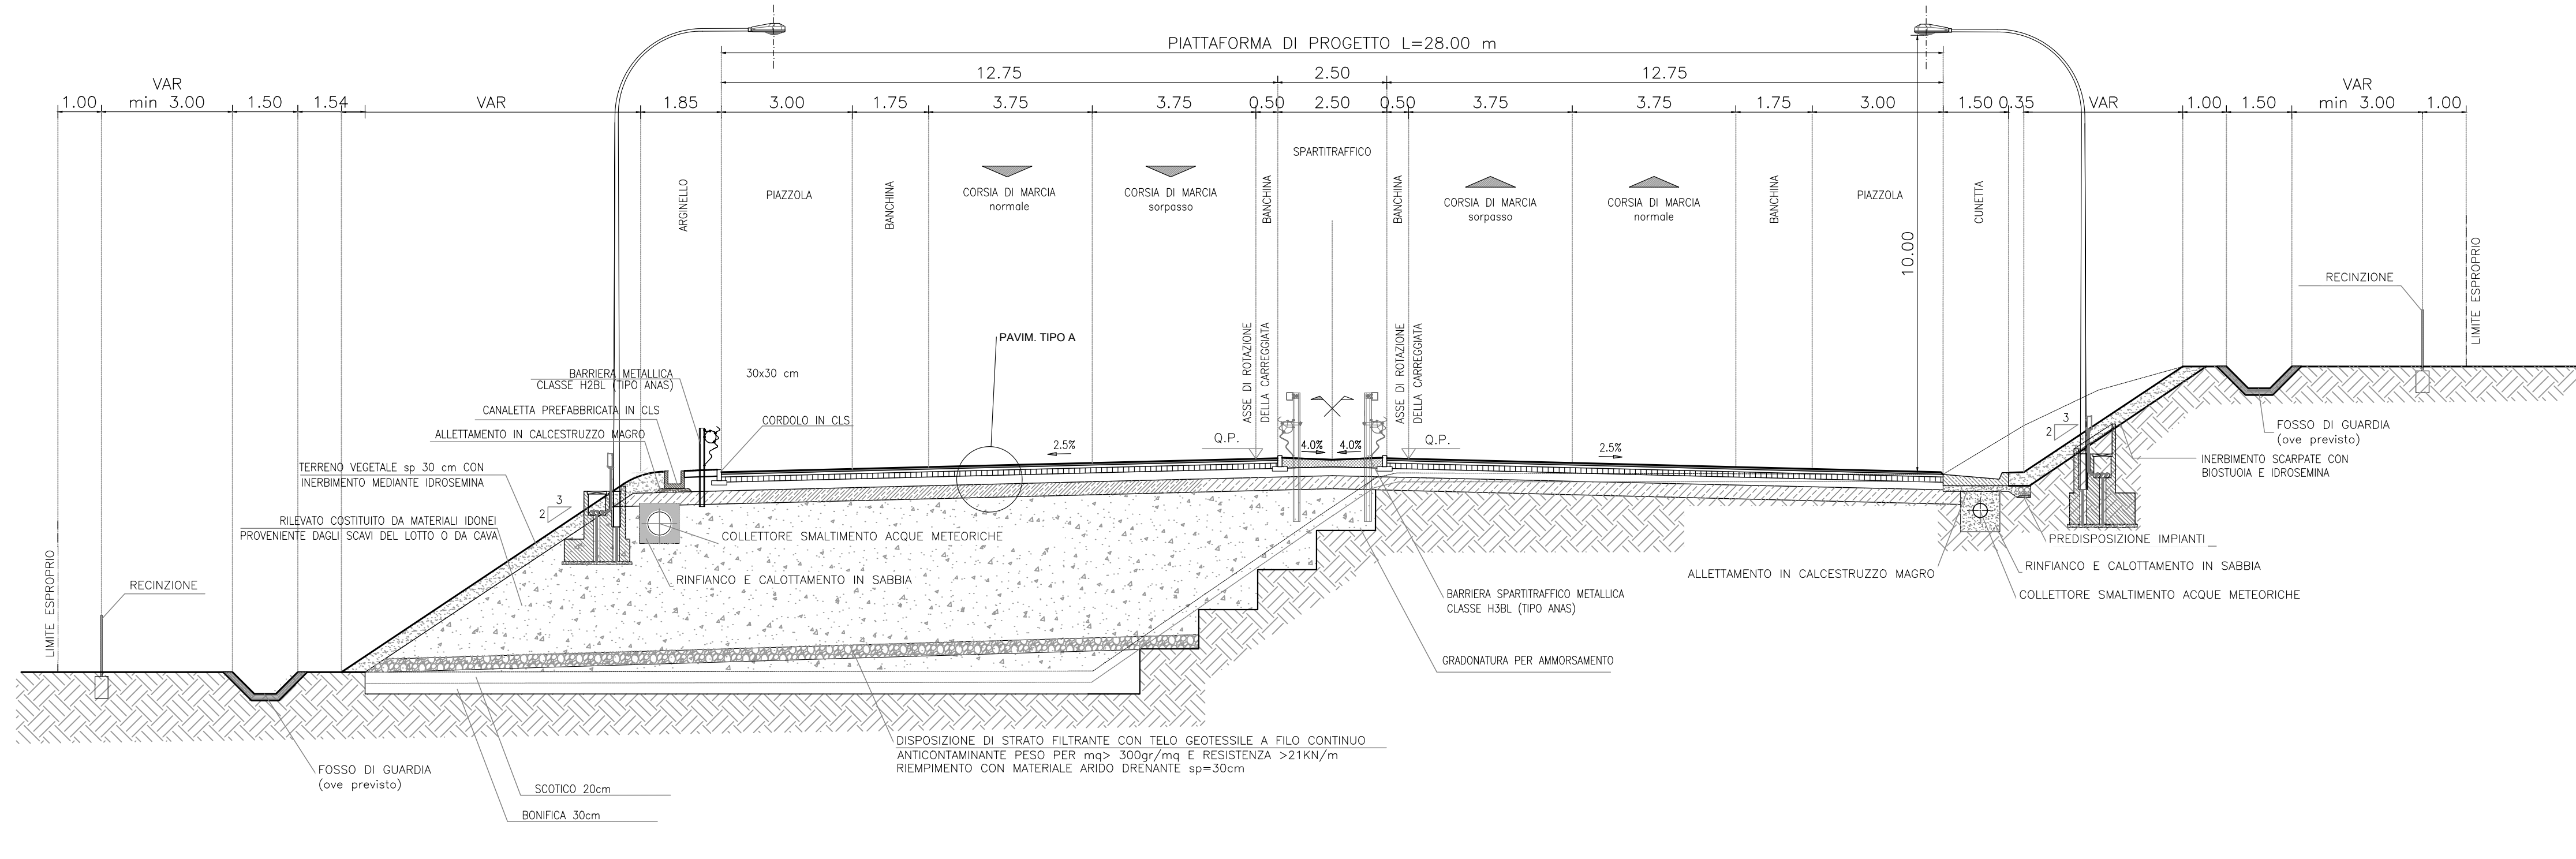 PIATTAFORMA DI PROGETTO L=28.00 m
12.75
2.50
12.75
VAR
VAR
1.00
min 3.00
1.50
1.54
VAR
1.85
3.00
1.75
3.75
3.75
0.50
2.50
0.50
3.75
3.75
1.75
3.00
1.50
0.35
VAR
1.00
1.50
min 3.00
1.00
SPARTITRAFFICO
ARGINELLO
PIAZZOLA
BANCHINA
CORSIA DI MARCIA
normale
CORSIA DI MARCIA
sorpasso
BANCHINA
BANCHINA
CORSIA DI MARCIA
sorpasso
CORSIA DI MARCIA
normale
BANCHINA
PIAZZOLA
CUNETTA
10.00
RECINZIONE
LIMITE ESPROPRIO
PAVIM. TIPO A
ASSE DI ROTAZIONE
DELLA CARREGGIATA
ASSE DI ROTAZIONE
DELLA CARREGGIATA
BARRIERA METALLICA
CLASSE H2BL (TIPO ANAS)
30x30 cm
CANALETTA PREFABBRICATA IN CLS
CORDOLO IN CLS
ALLETTAMENTO IN CALCESTRUZZO MAGRO
2.5%
Q.P.
4.0%
4.0%
Q.P.
2.5%
3
2
FOSSO DI GUARDIA
(ove previsto)
INERBIMENTO SCARPATE CON
BIOSTUOIA E IDROSEMINA
TERRENO VEGETALE sp 30 cm CON
INERBIMENTO MEDIANTE IDROSEMINA
3
2
RILEVATO COSTITUITO DA MATERIALI IDONEI
PROVENIENTE DAGLI SCAVI DEL LOTTO O DA CAVA
COLLETTORE SMALTIMENTO ACQUE METEORICHE
PREDISPOSIZIONE IMPIANTI
RINFIANCO E CALOTTAMENTO IN SABBIA
ALLETTAMENTO IN CALCESTRUZZO MAGRO
RINFIANCO E CALOTTAMENTO IN SABBIA
COLLETTORE SMALTIMENTO ACQUE METEORICHE
LIMITE ESPROPRIO
RECINZIONE
BARRIERA SPARTITRAFFICO METALLICA
CLASSE H3BL (TIPO ANAS)
GRADONATURA PER AMMORSAMENTO
DISPOSIZIONE DI STRATO FILTRANTE CON TELO GEOTESSILE A FILO CONTINUO
ANTICONTAMINANTE PESO PER mq> 300gr/mq E RESISTENZA >21KN/m
RIEMPIMENTO CON MATERIALE ARIDO DRENANTE sp=30cm
FOSSO DI GUARDIA
(ove previsto)
SCOTICO 20cm
BONIFICA 30cm